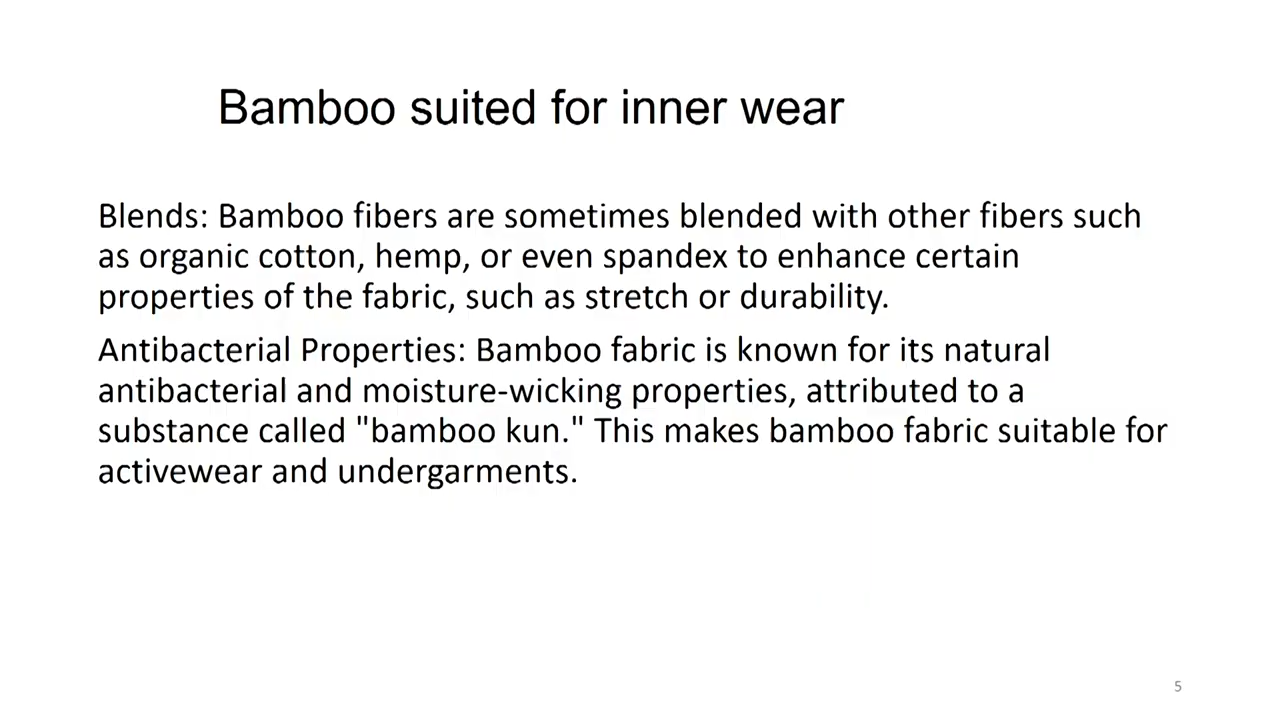 Bamboo suited for inner wear
Blends: Bamboo fibers are sometimes blended with other fibers such
as organic cotton, hemp, or even spandex to enhance certain
properties of the fabric, such as stretch or durability.
Antibacterial Properties: Bamboo fabric is known for its natural
antibacterial and moisture-wicking properties, attributed to a
substance called "bamboo kun." This makes bamboo fabric suitable for
activewear and undergarments.
5